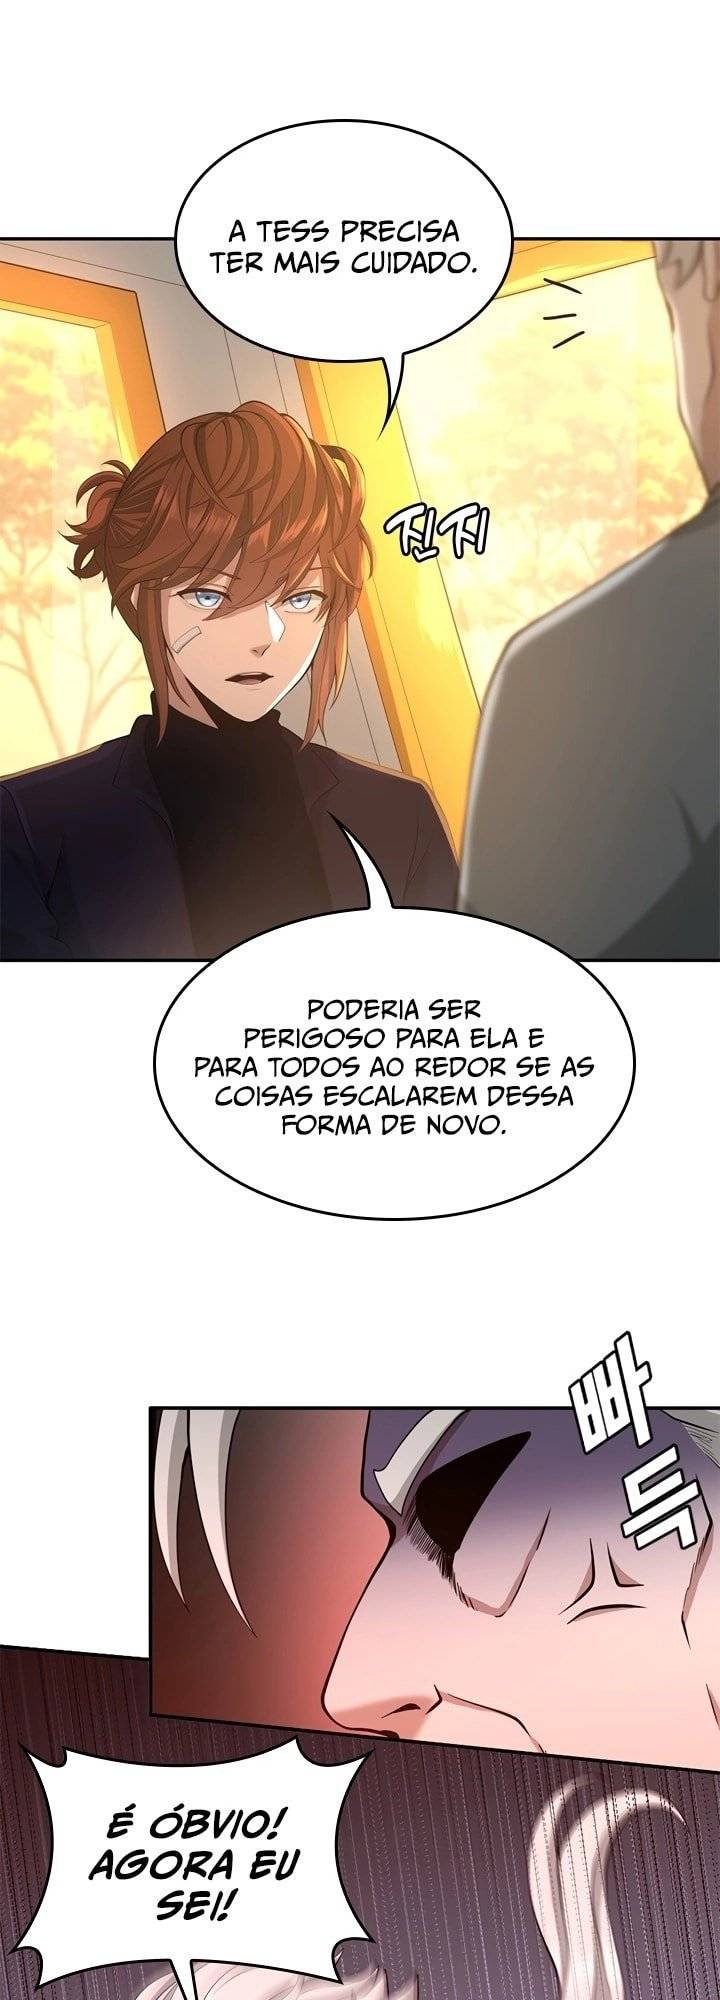 A TESS PRECISA
TER MAIS CUIDADO.
진지
PODERIA SER
PERIGOSO PARA ELA E
PARA TODOS AO REDOR SE AS
COISAS ESCALAREM DESSA
FORMA DE NOVO.
빠
득
É ÓBVIO!
AGORA EU
SEI!